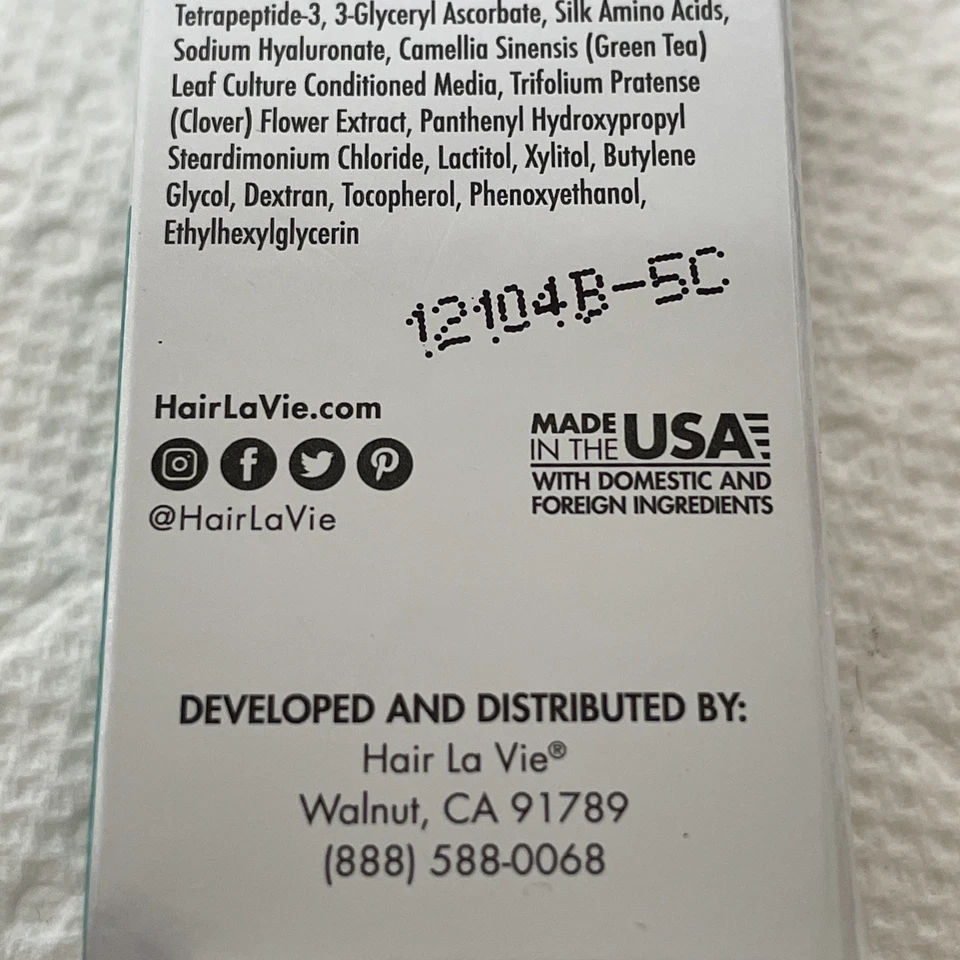 Tetrapeptide-3, 3-Glyceryl Ascorbate, Silk Amino Acids,
Sodium Hyaluronate, Camellia Sinensis (Green Tea)
Leaf Culture Conditioned Media, Trifolium Pratense
(Clover) Flower Extract, Panthenyl Hydroxypropyl
Steardimonium Chloride, Lactitol, Xylitol, Butylene
Glycol, Dextran, Tocopherol, Phenoxyethanol,
Ethylhexylglycerin
12104B-5C
HairLaVie.com
@HairLaVie
MADE
IN THE USA
WITH DOMESTIC AND
FOREIGN INGREDIENTS
DEVELOPED AND DISTRIBUTED BY:
Hair La Vie®
Walnut, CA 91789
(888) 588-0068